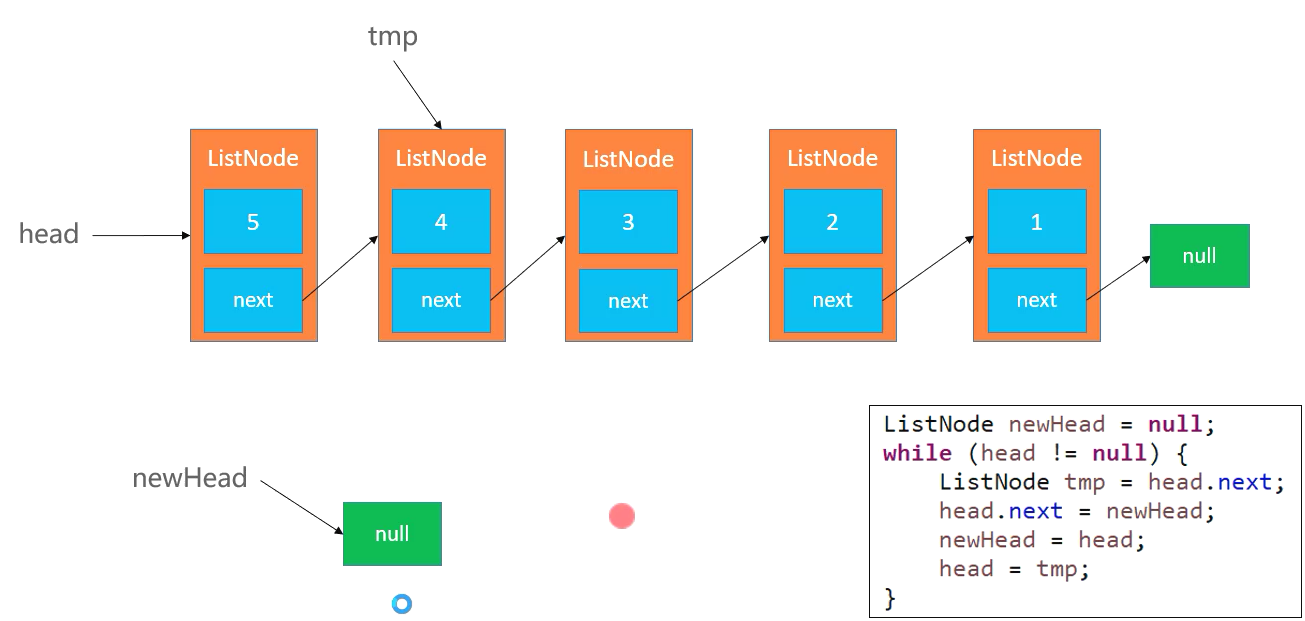 tmp
ListNode ListNode ListNode ListNode ListNode
5 4 3 2 1
head
null
next next next next next
newHead
null
ListNode newHead = null;
while (head != null) {
    ListNode tmp = head.next;
    head.next = newHead;
    newHead = head;
    head = tmp;
}